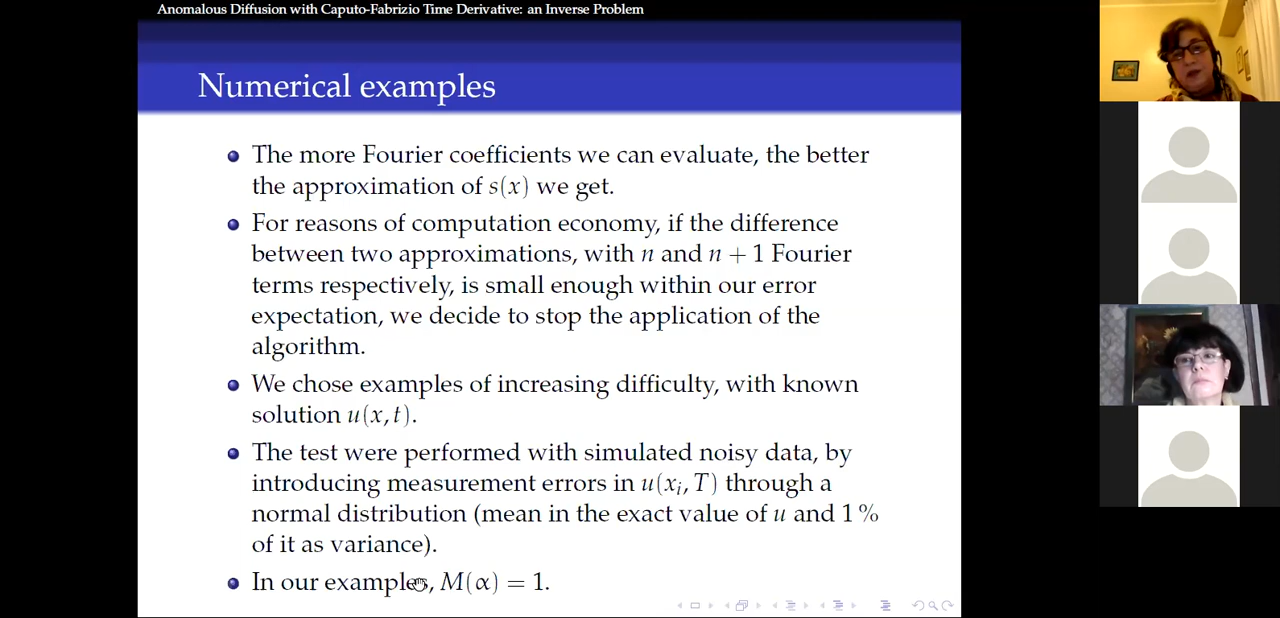 Anomalous Diffusion with Caputo-Fabrizio Time Derivative: an Inverse Problem
Numerical examples
The more Fourier coefficients we can evaluate, the better
the approximation of s(x) we get.
For reasons of computation economy, if the difference
between two approximations, with n and n + 1 Fourier
terms respectively, is small enough within our error
expectation, we decide to stop the application of the
algorithm.
We chose examples of increasing difficulty, with known
solution u(x, t).
The test were performed with simulated noisy data, by
introducing measurement errors in u(xᵢ, T) through a
normal distribution (mean in the exact value of u and 1 %
of it as variance).
In our examples, M(α) = 1.